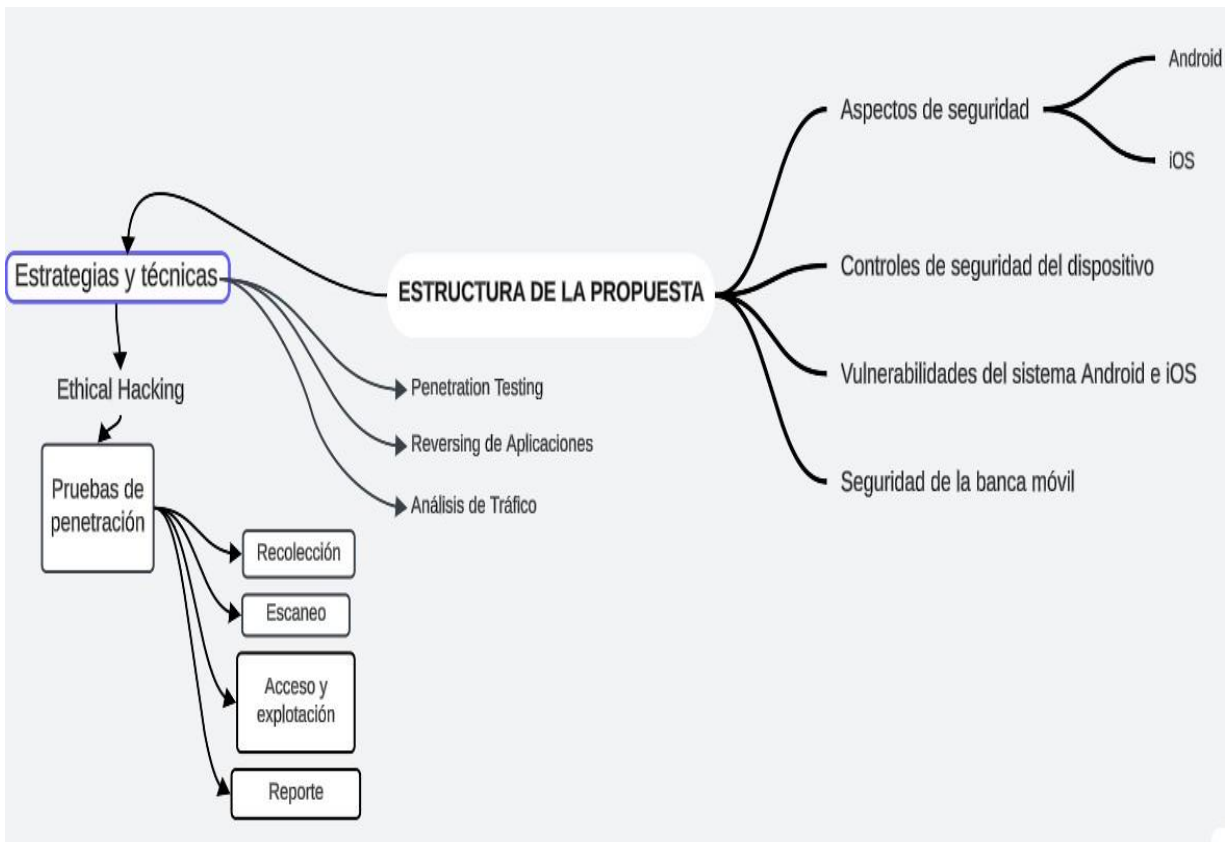 ESTRUCTURA DE LA PROPUESTA
Estrategias y técnicas
Ethical Hacking
Pruebas de
penetración
Recolección
Escaneo
Acceso y
explotación
Reporte
Penetration Testing
Reversing de Aplicaciones
Análisis de Tráfico
Aspectos de seguridad
Android
iOS
Controles de seguridad del dispositivo
Vulnerabilidades del sistema Android e iOS
Seguridad de la banca móvil